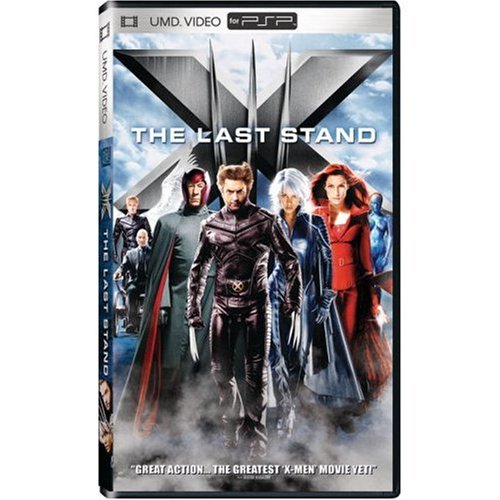 UMD. VIDEO for PSP
THE LAST STAND
"GREAT ACTION... THE GREATEST 'X-MEN' MOVIE YET!"
UMD. VIDEO
THE LAST STAND